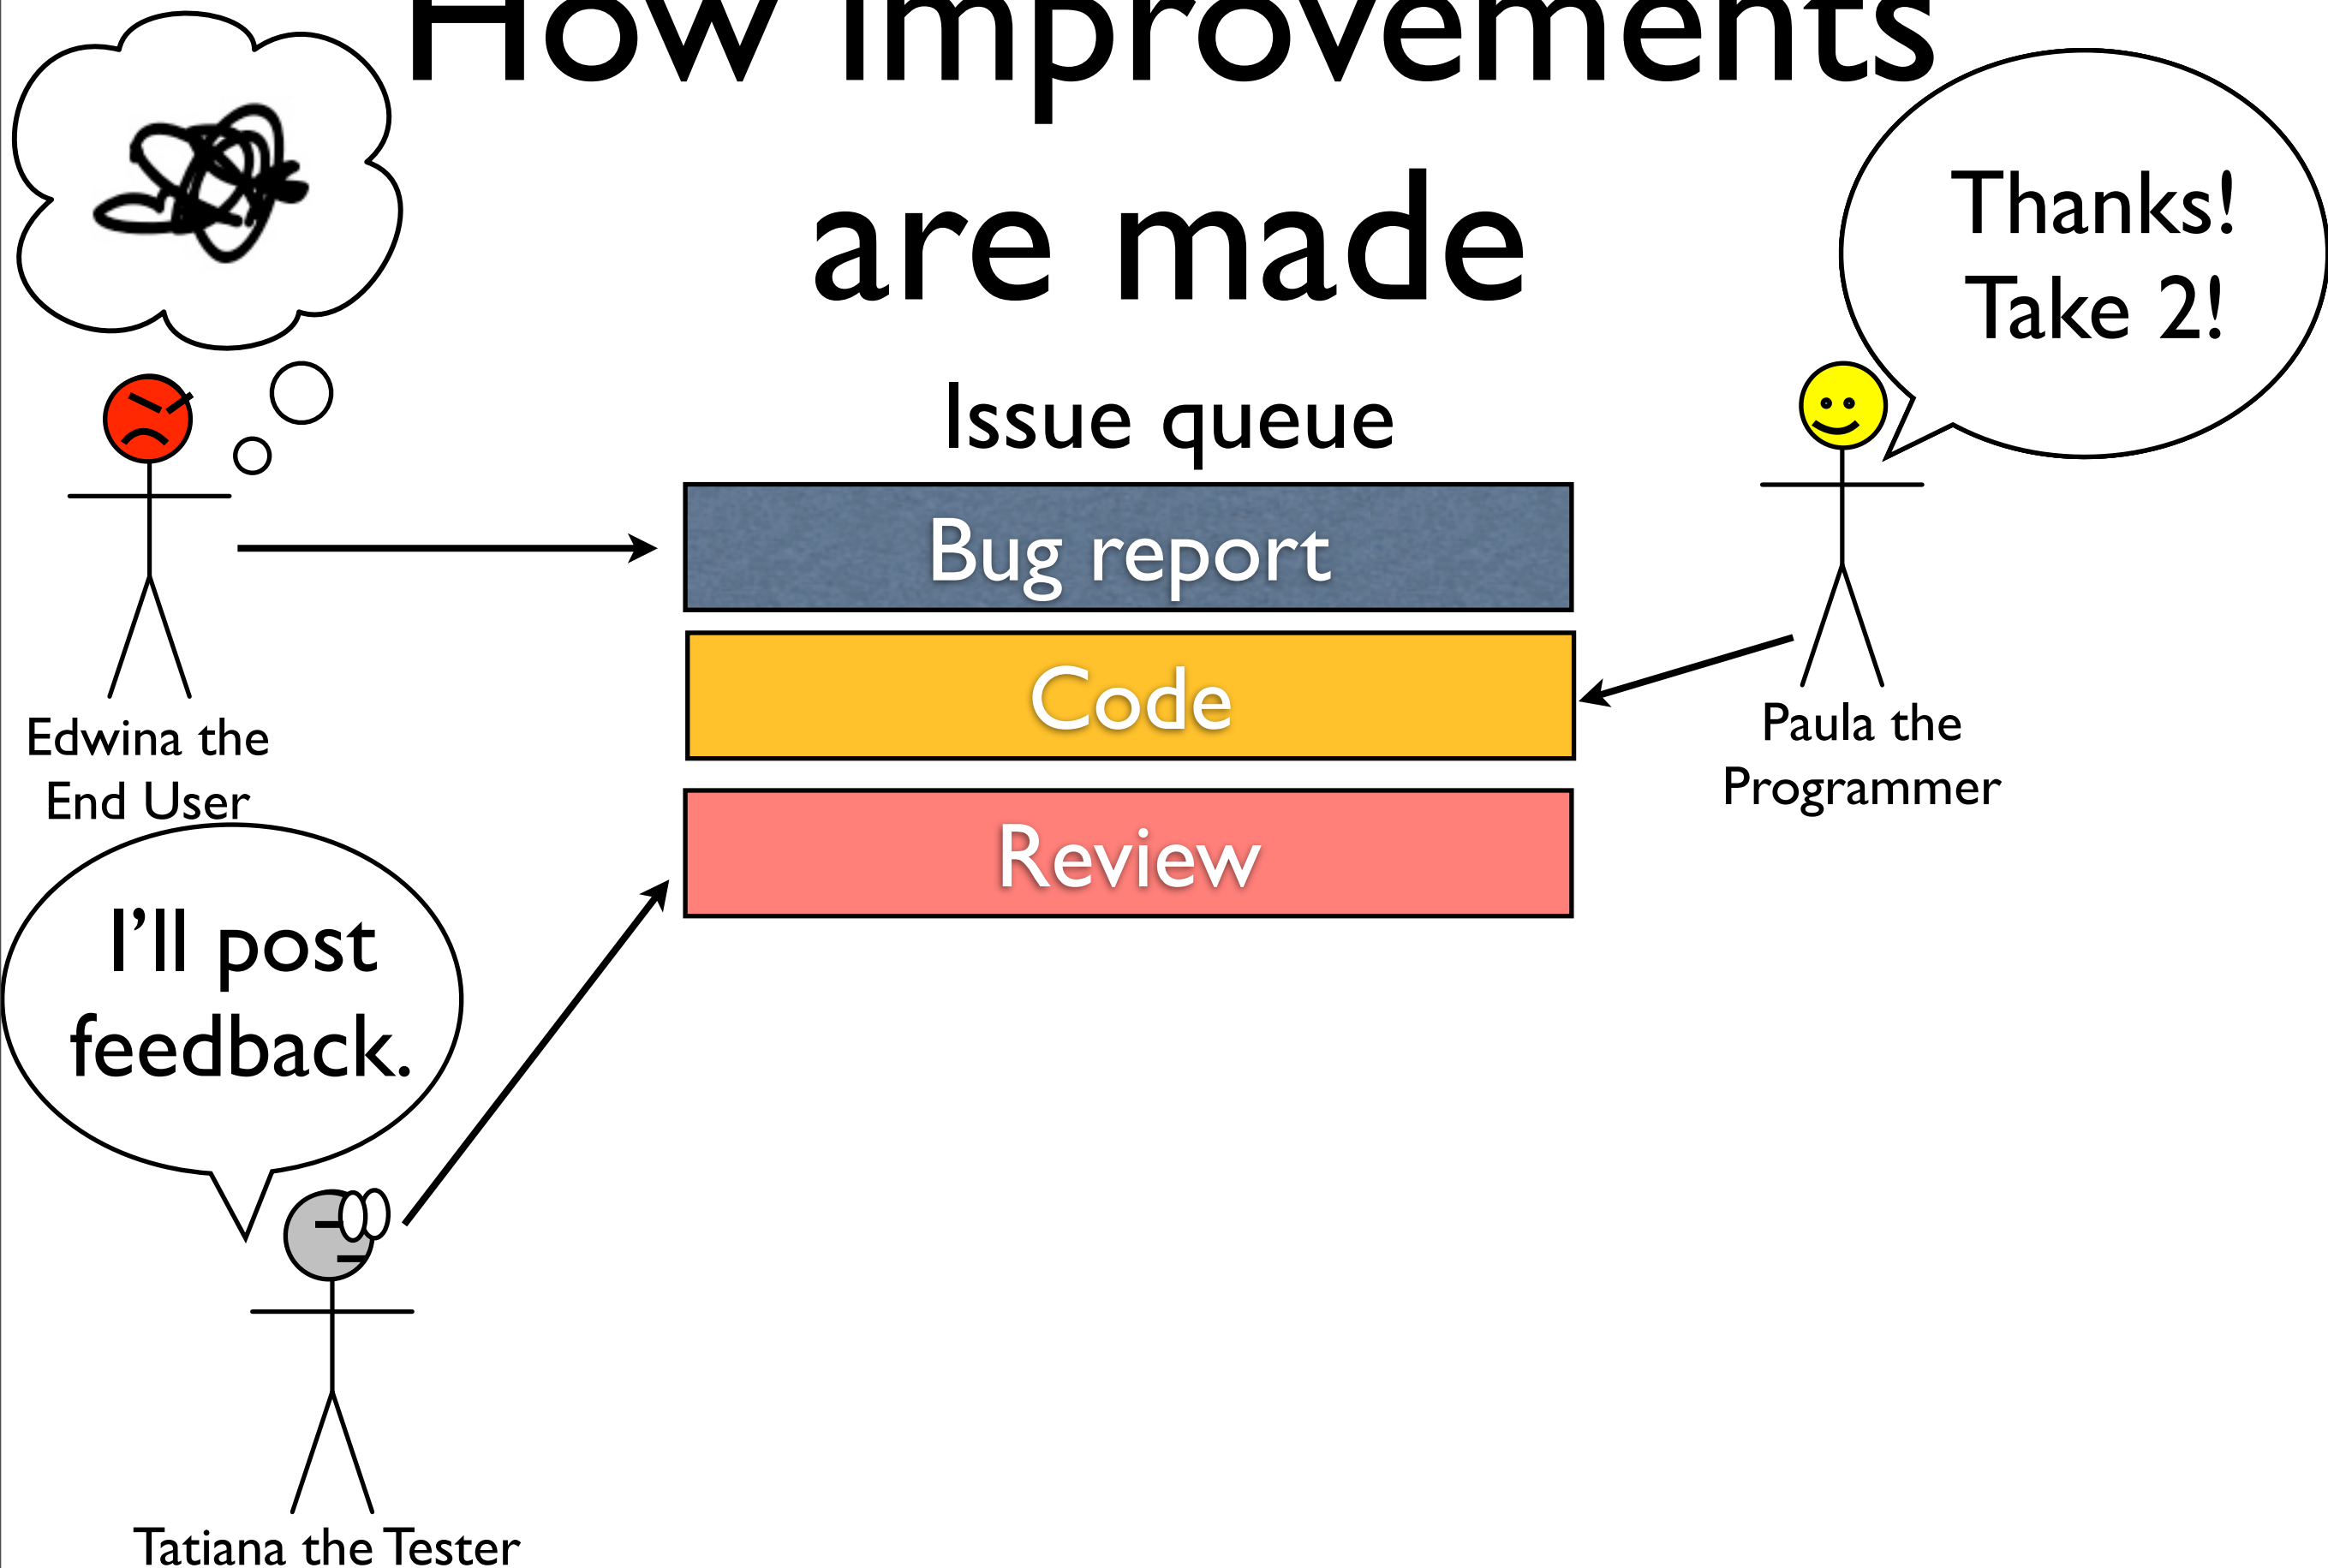 How improvements
are made
Thanks!
Take 2!
Issue queue
Bug report
Code
Review
Edwina the
End User
Paula the
Programmer
I’ll post
feedback.
Tatiana the Tester